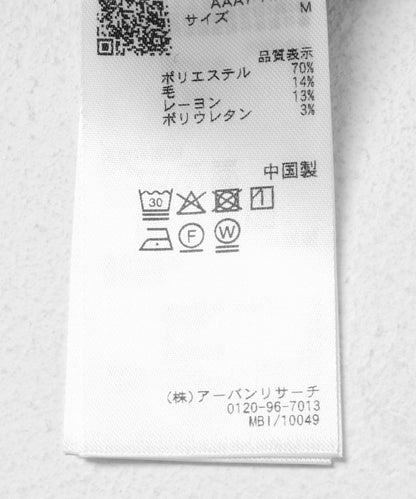 サイズ M
品質表示
ポリエステル 70%
毛 14%
レーヨン 13%
ポリウレタン 3%
中国製
30
F W
(株)アーバンリサーチ
0120-96-7013
MBI/10049